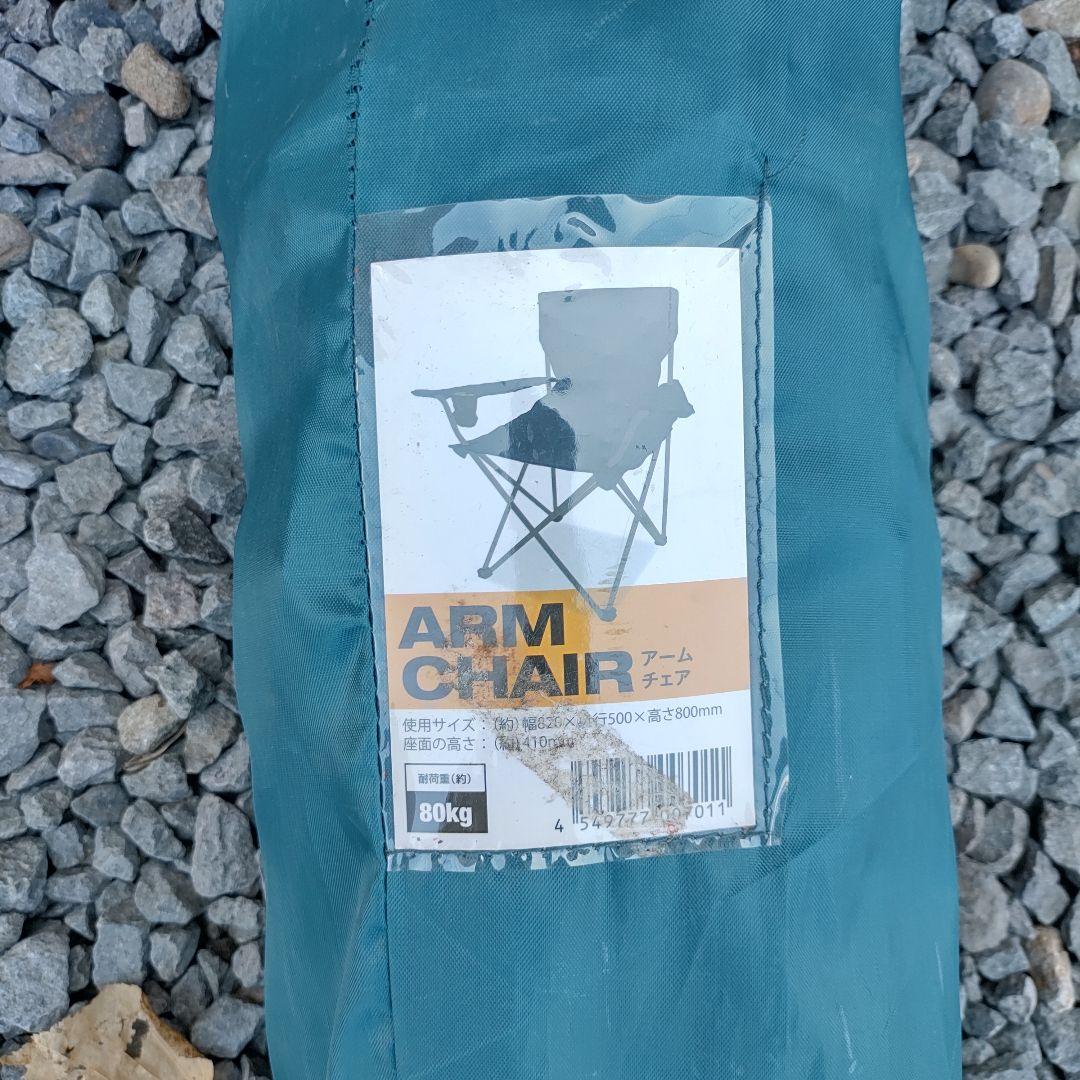 ARM
CHAIR
アーム
チェア
使用サイズ：（約）幅820×奥行500×高さ800mm
座面の高さ：（約）410mm
耐荷重（約）
80kg
4 549777